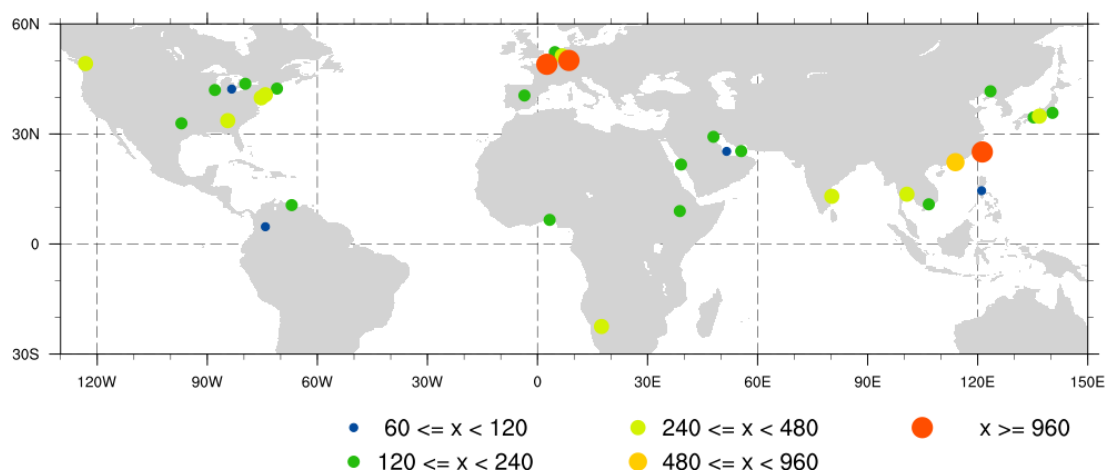 60N
30N
0
30S
120W 90W 60W 30W 0 30E 60E 90E 120E 150E
60 <= x < 120 240 <= x < 480 x >= 960
120 <= x < 240 480 <= x < 960